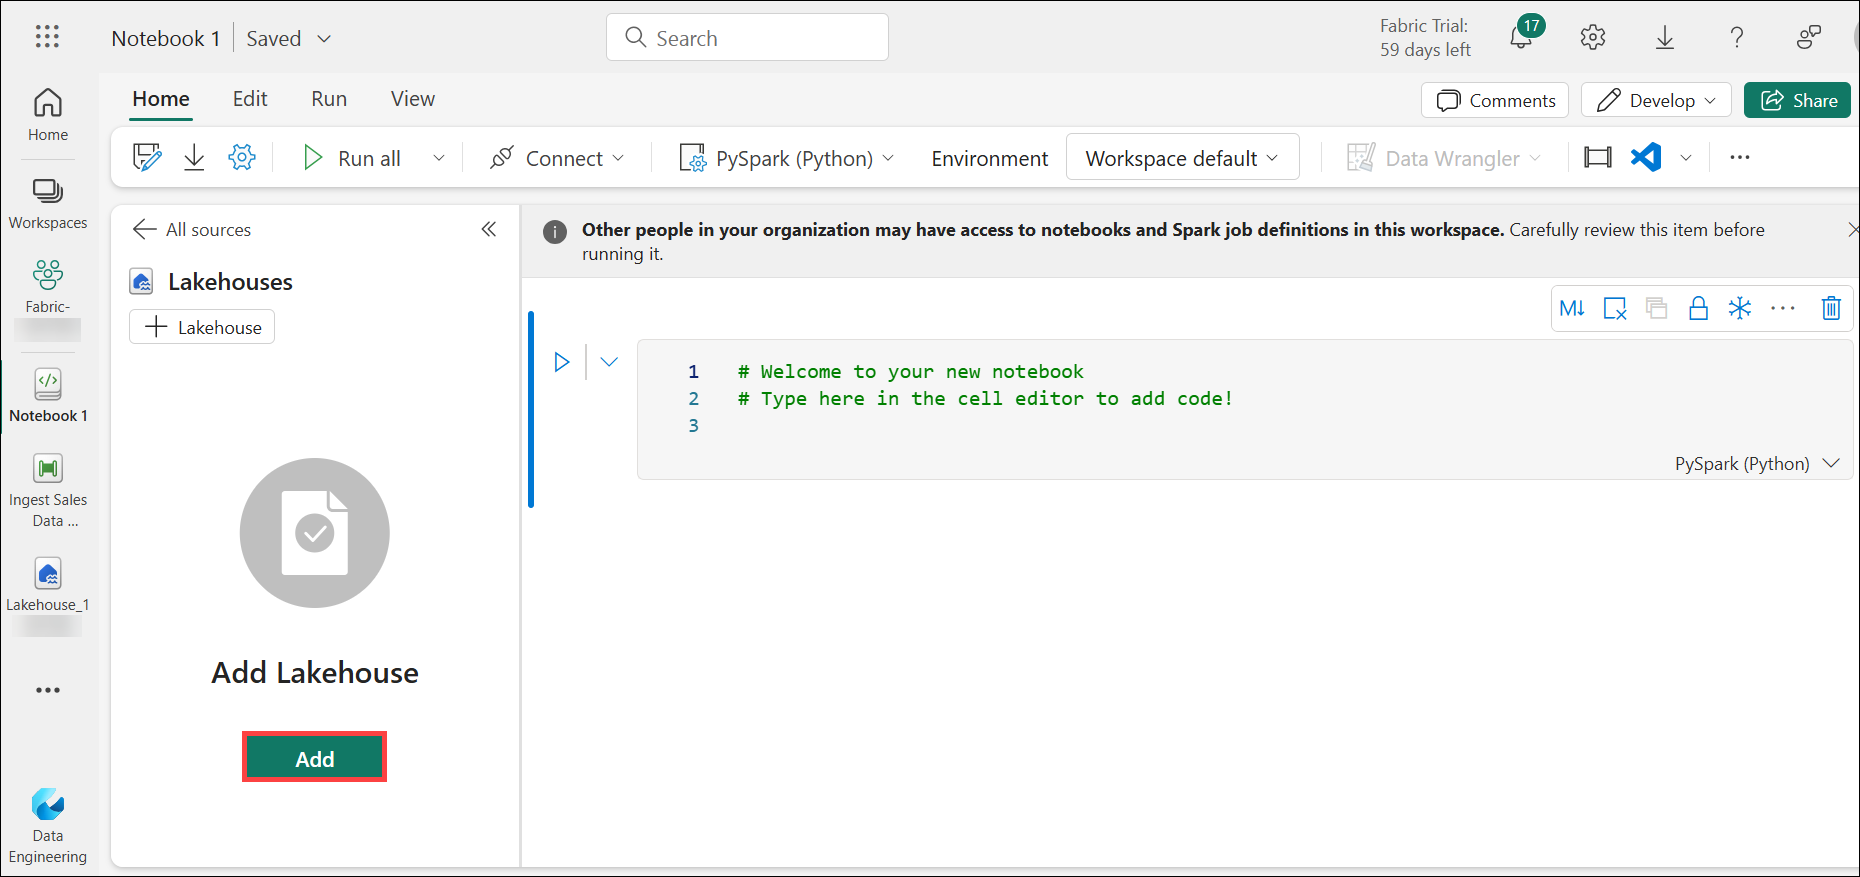 Notebook 1
Saved
Search
Fabric Trial:
59 days left
17
Home
Edit
Run
View
Comments
Develop
Share
Run all
Connect
PySpark (Python)
Environment
Workspace default
Data Wrangler
Home
Workspaces
Fabric-
Notebook 1
Ingest Sales
Data ...
Lakehouse_1
Data
Engineering
All sources
Lakehouses
Lakehouse
Add Lakehouse
Add
Other people in your organization may have access to notebooks and Spark job definitions in this workspace. Carefully review this item before
running it.
M↓
1 # Welcome to your new notebook
2 # Type here in the cell editor to add code!
3
PySpark (Python)